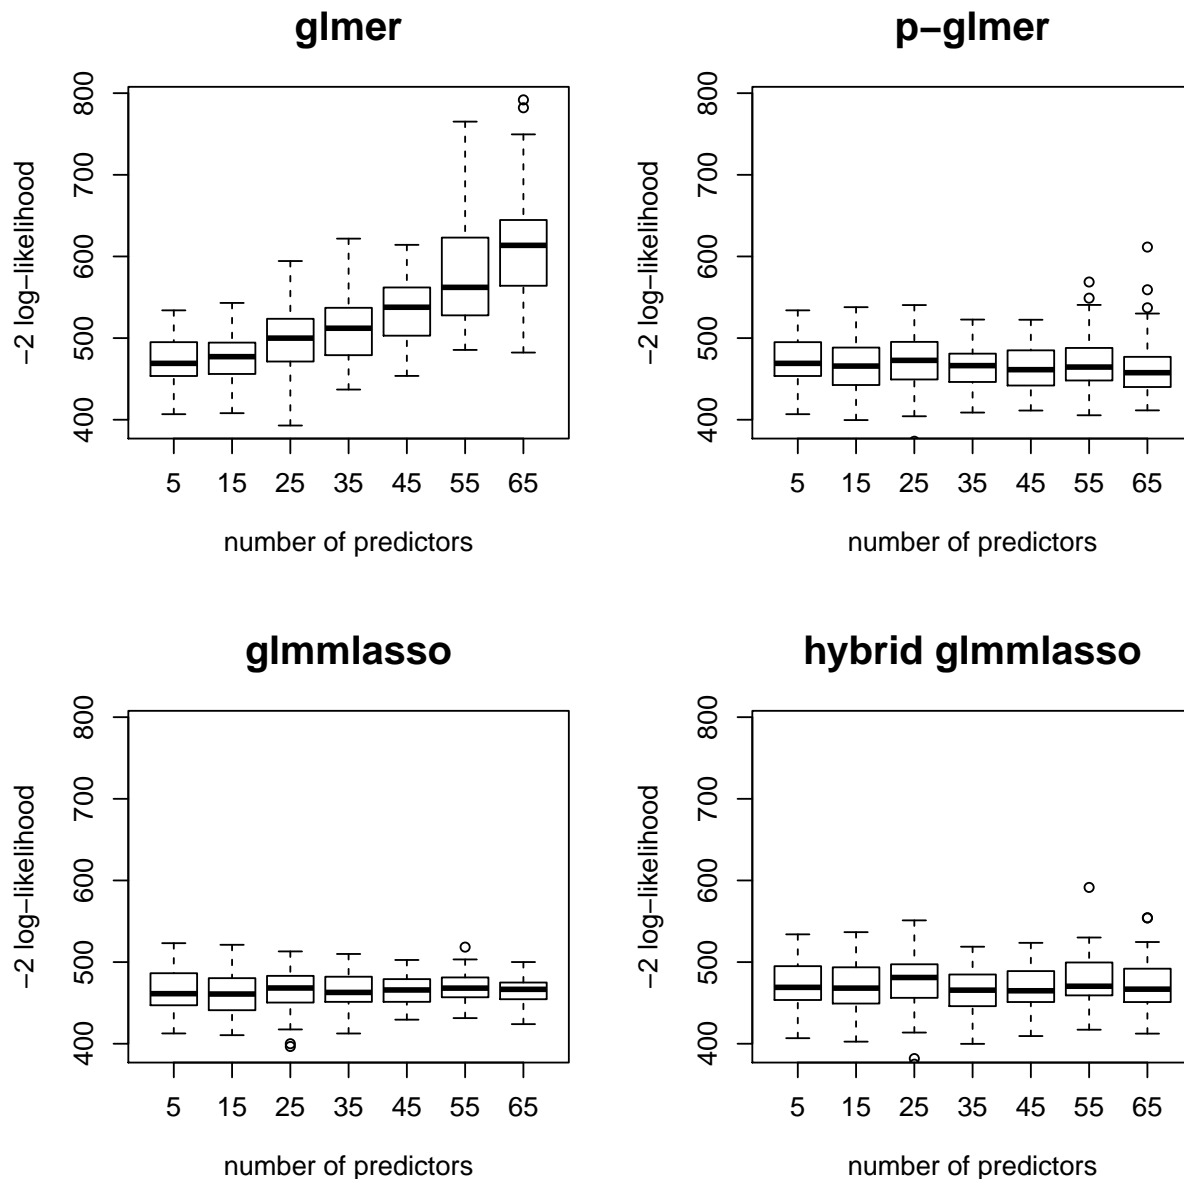 glmer
800
700
600
500
400
-2 log-likelihood
5 15 25 35 45 55 65
number of predictors
p-glmer
800
700
600
500
400
-2 log-likelihood
5 15 25 35 45 55 65
number of predictors
glmmlasso
800
700
600
500
400
-2 log-likelihood
5 15 25 35 45 55 65
number of predictors
hybrid glmmlasso
800
700
600
500
400
-2 log-likelihood
5 15 25 35 45 55 65
number of predictors